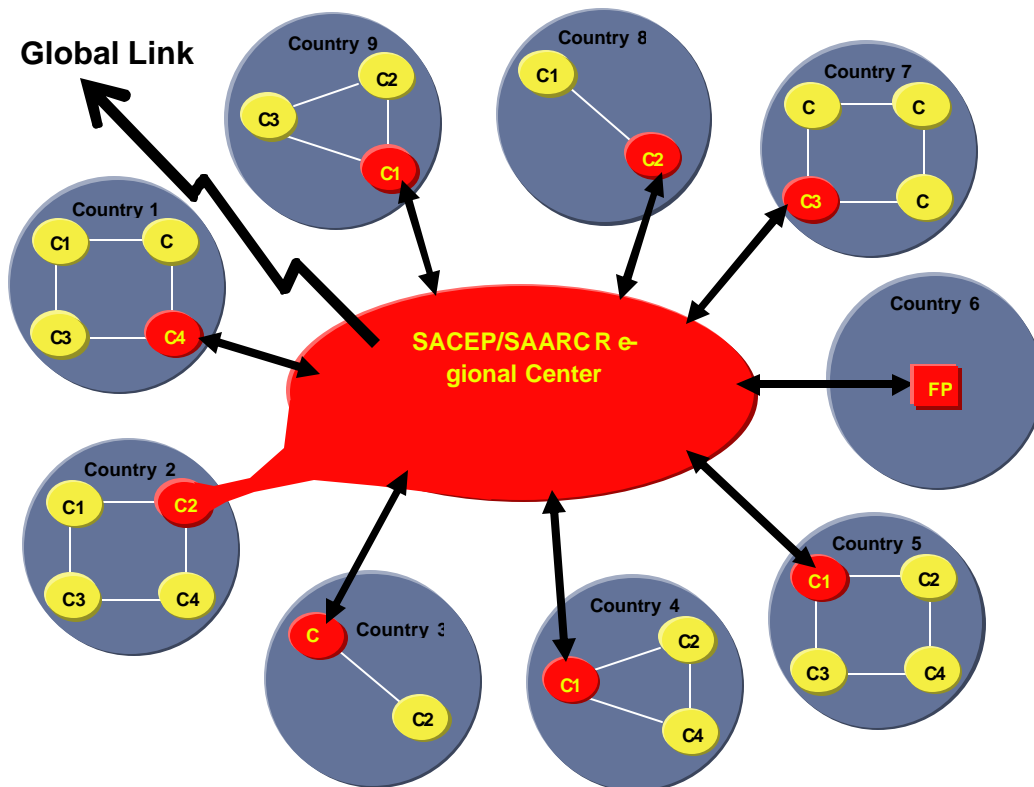 Global Link
Country 9
C2
C3
C1
Country 8
C1
C2
Country 7
C
C
C3
C
Country 1
C1
C
C3
C4
SACEP/SAARC R e-
gional Center
Country 6
FP
Country 2
C1
C2
C3
C4
Country 3
C
C2
Country 4
C2
C1
C4
Country 5
C1
C2
C3
C4